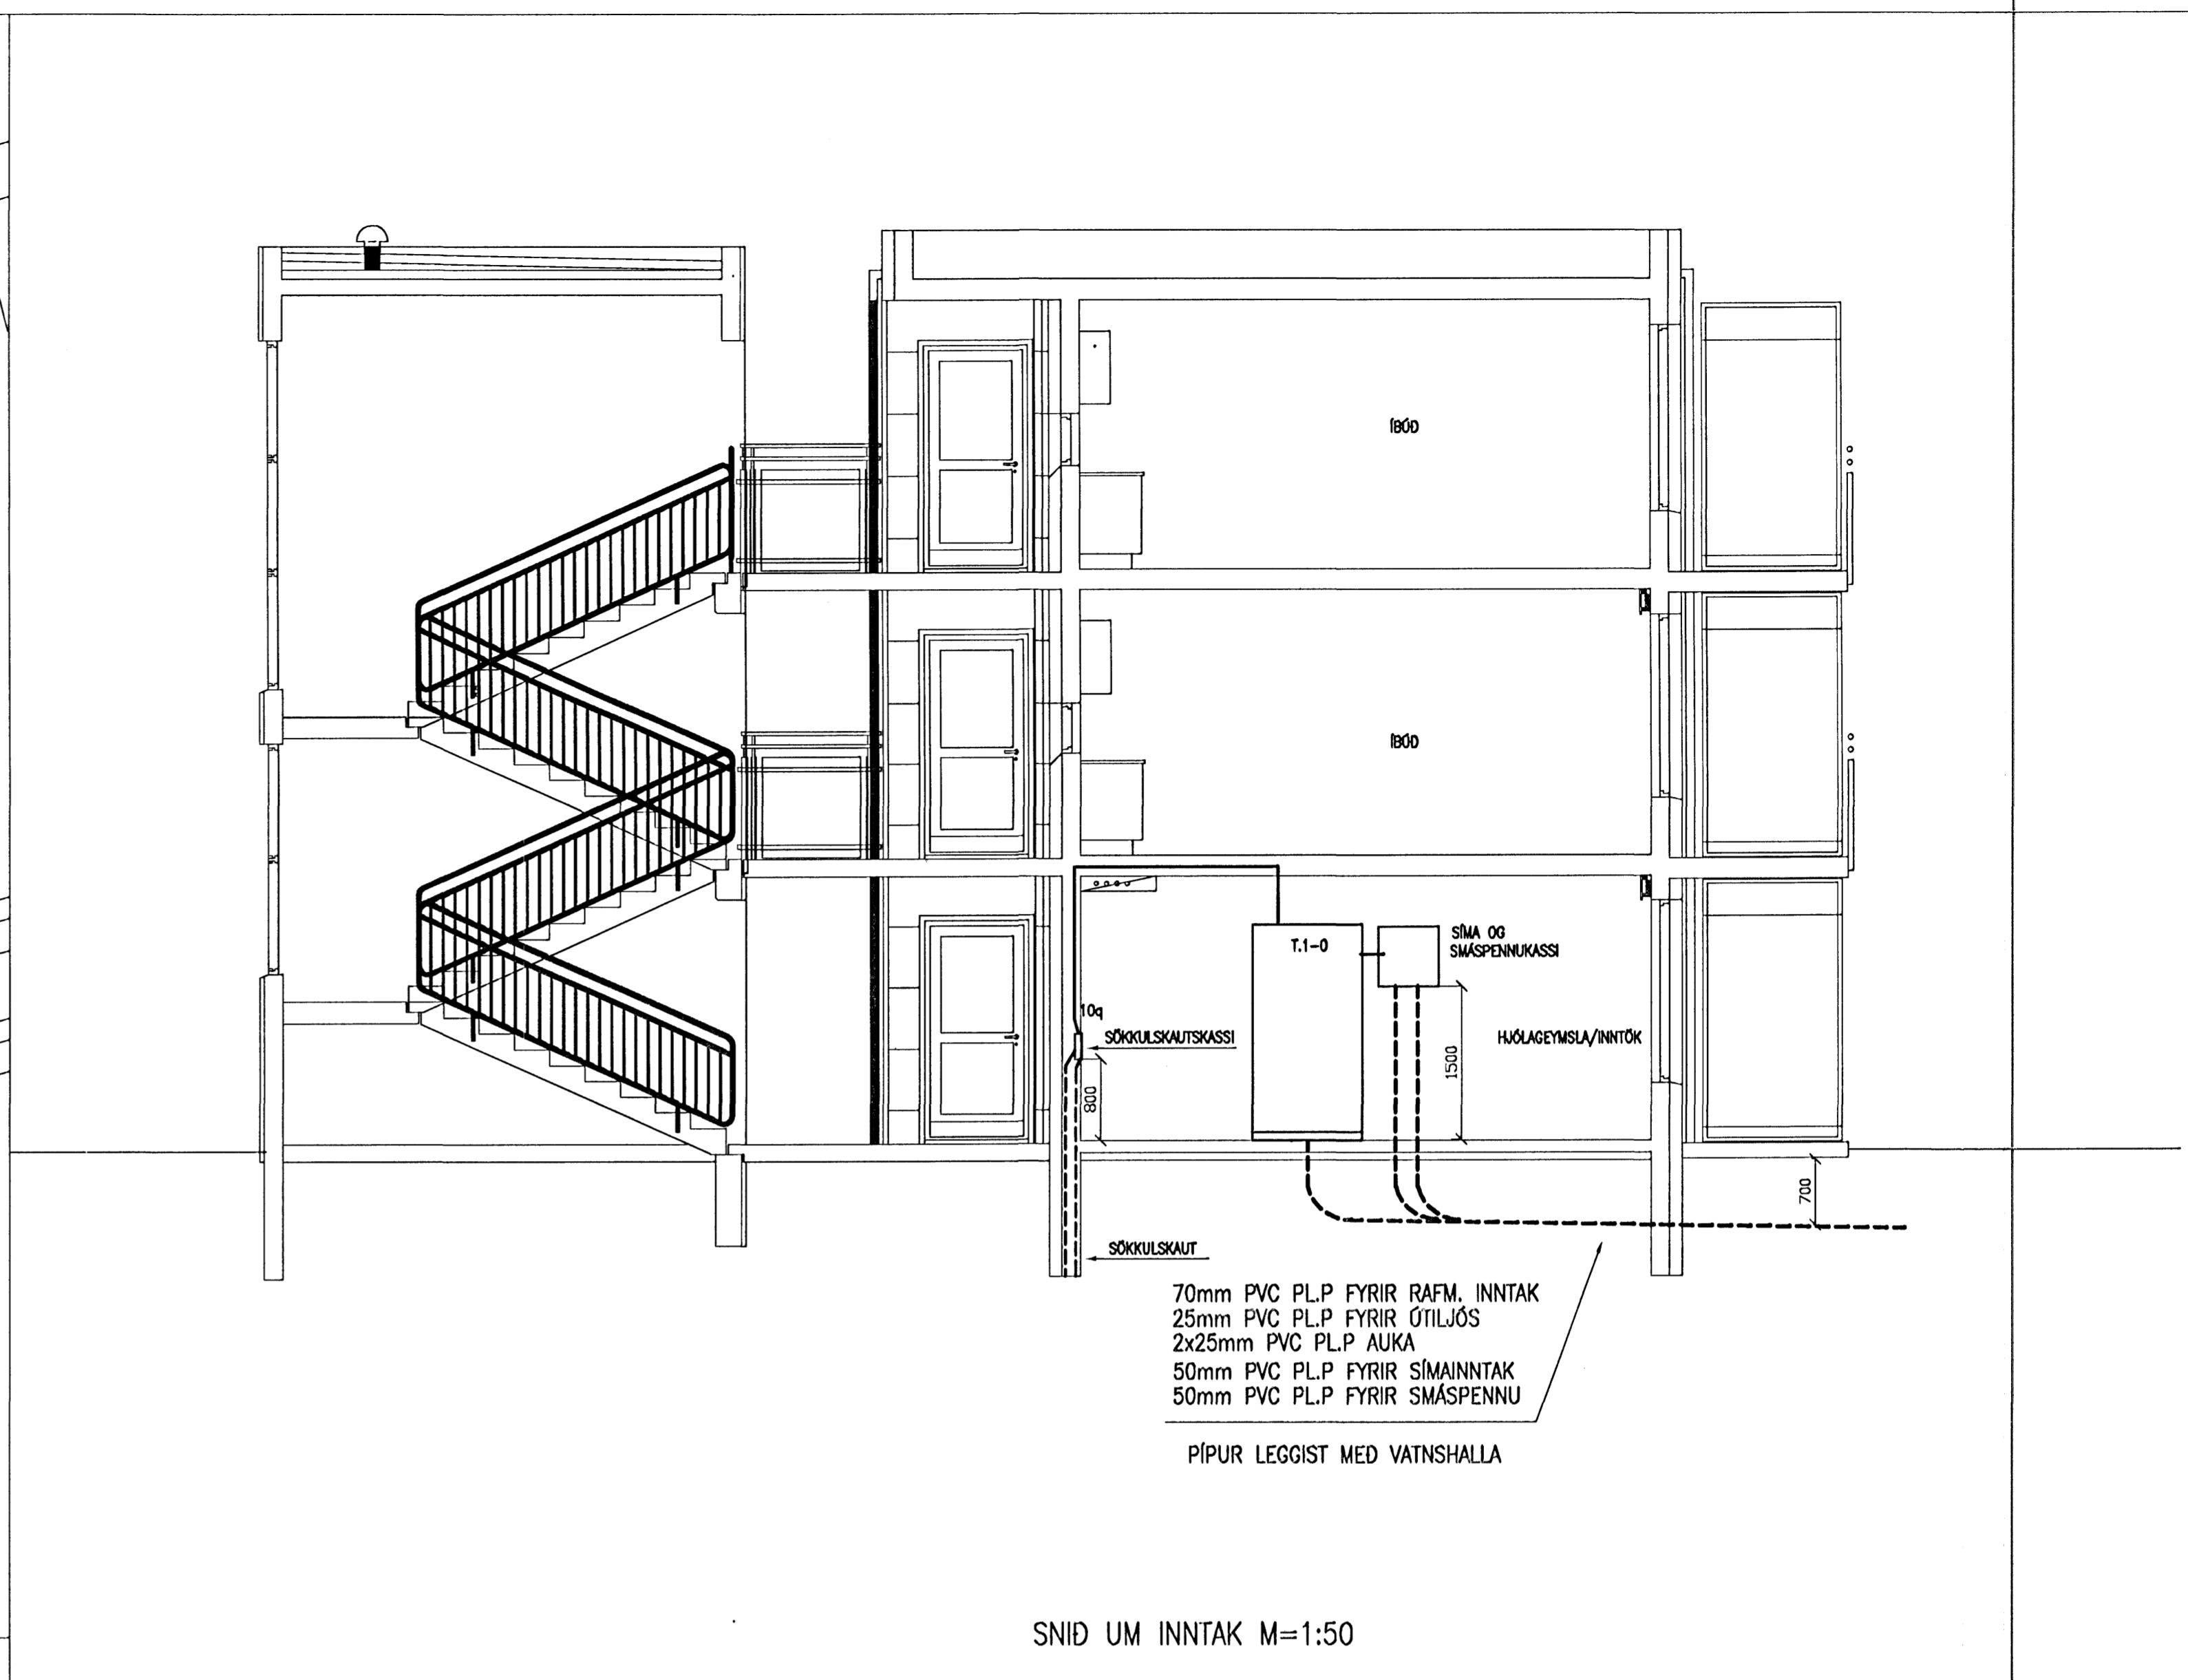 ÍBÚÐ
ÍBÚÐ
T.1-0
SÍMA OG
SMÁSPENNUKASSI
10q
SÖKKULSKAUTSKASSI
HJÓLAGEYMSLA/INNTÖK
1500
800
700
SÖKKULSKAUT
70mm PVC PL.P FYRIR RAFM. INNTAK
25mm PVC PL.P FYRIR ÚTILJÓS
2x25mm PVC PL.P AUKA
50mm PVC PL.P FYRIR SÍMAINNTAK
50mm PVC PL.P FYRIR SMÁSPENNU
PÍPUR LEGGIST MEÐ VATNSHALLA
SNIÐ UM INNTAK M=1:50